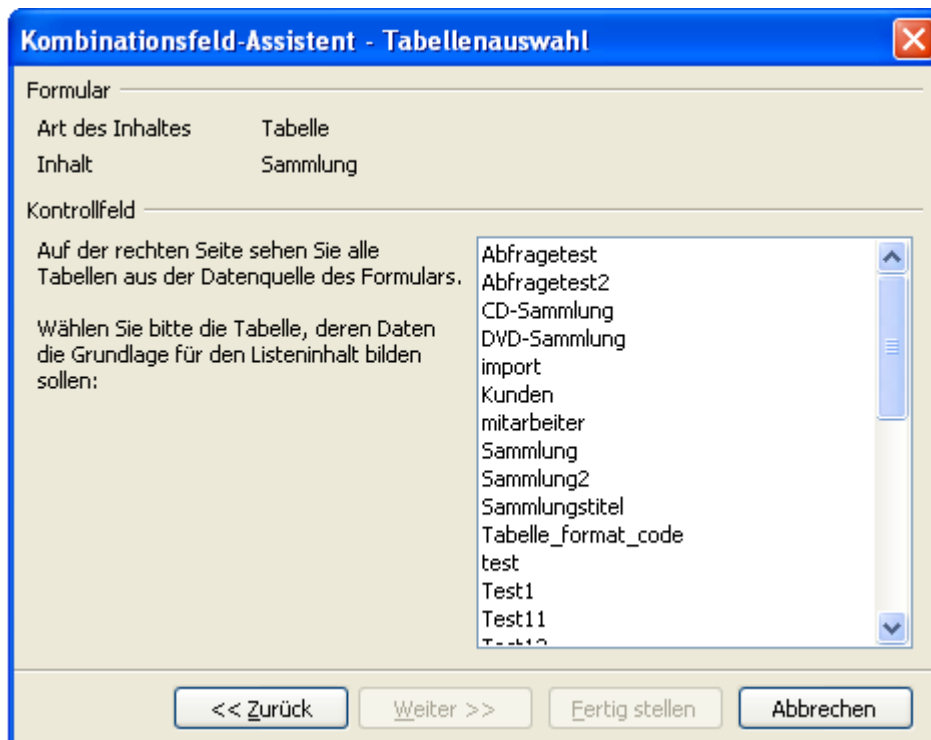 Kombinationsfeld-Assistent - Tabellenauswahl
Formular
Art des Inhaltes Tabelle
Inhalt Sammlung
Kontrollfeld
Auf der rechten Seite sehen Sie alle
Tabellen aus der Datenquelle des Formulars.
Wählen Sie bitte die Tabelle, deren Daten
die Grundlage für den Listeninhalt bilden
sollen:
Abfragetest
Abfragetest2
CD-Sammlung
DVD-Sammlung
import
Kunden
mitarbeiter
Sammlung
Sammlung2
Sammlungstitel
Tabelle_format_code
test
Test1
Test11
<< Zurück Weiter >> Fertig stellen Abbrechen